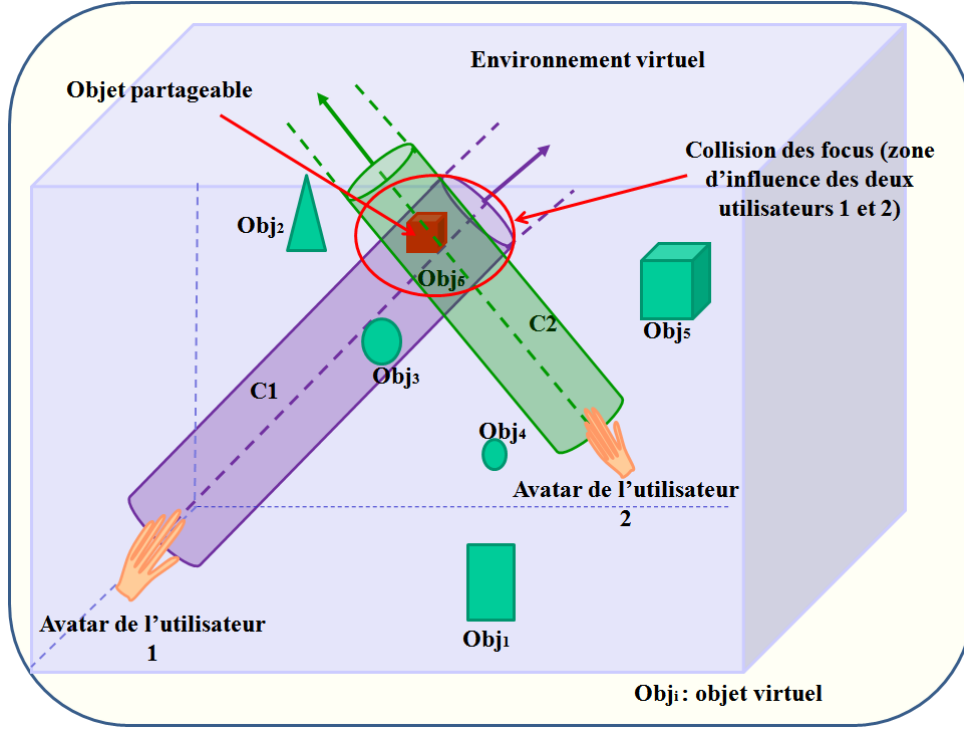 Environnement virtuel
Objet partageable
Collision des focus (zone
d’influence des deux
utilisateurs 1 et 2)
Obj₂
Obj₆
Obj₅
C2
Obj₃
C1
Obj₄
Avatar de l’utilisateur
2
Avatar de l’utilisateur
1
Obj₁
Objᵢ : objet virtuel